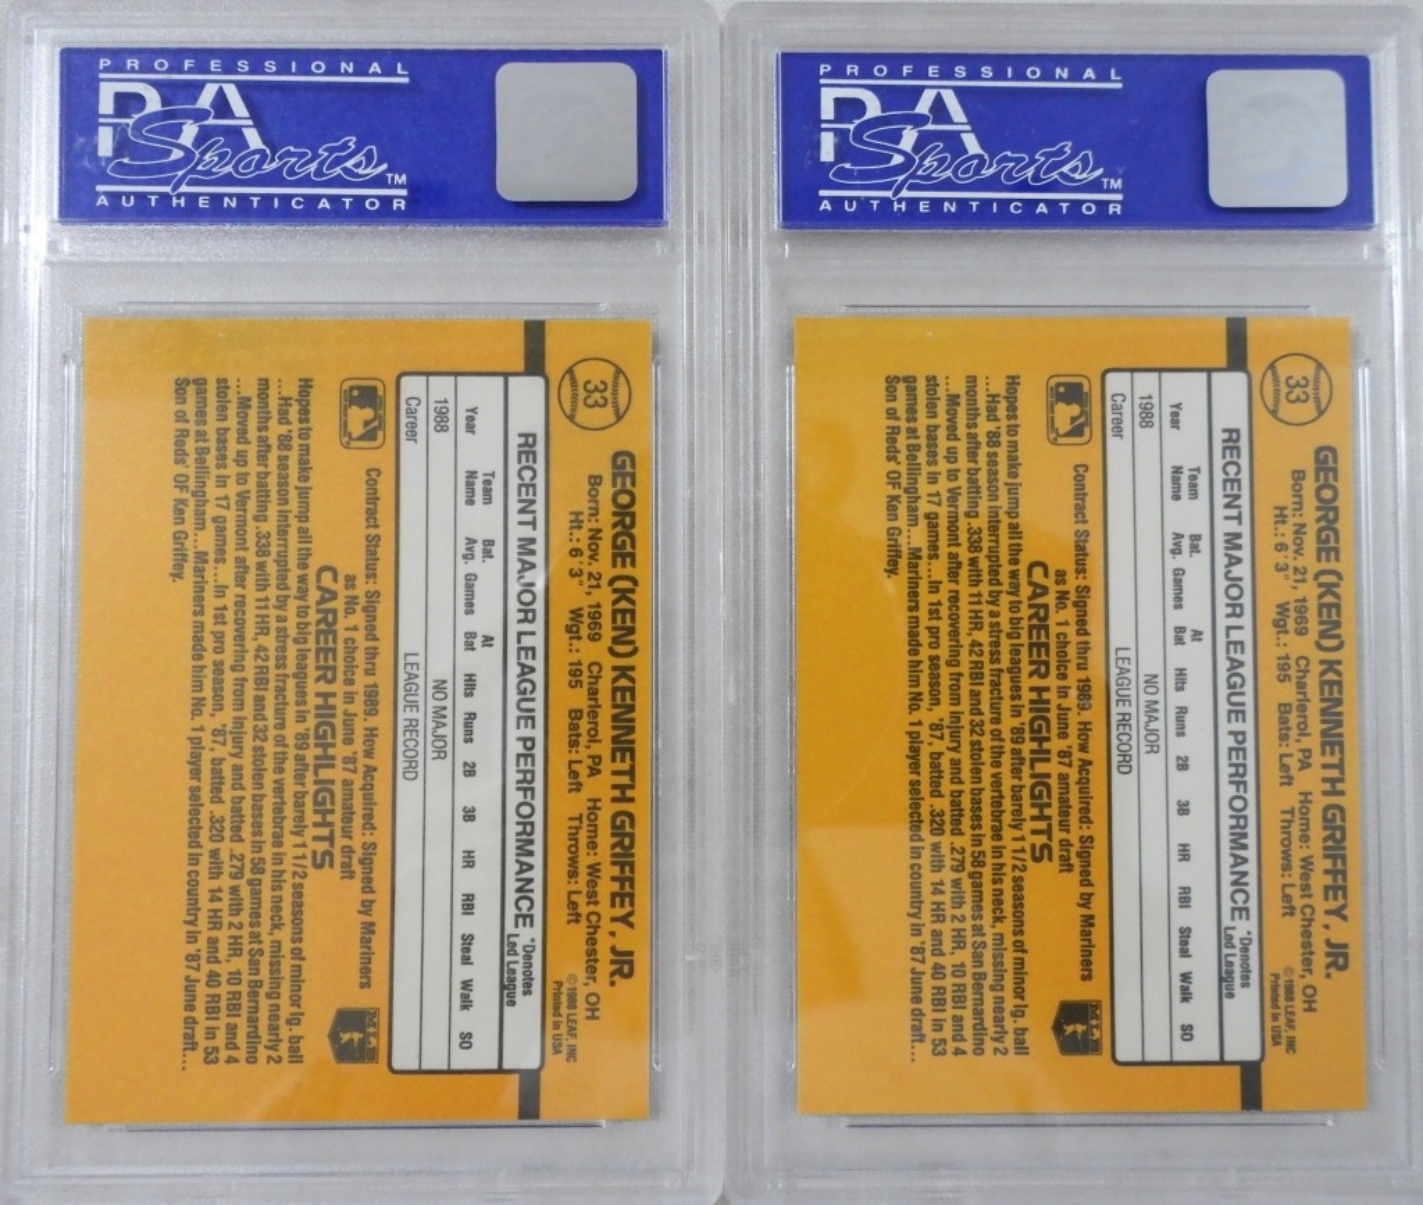 PROFESSIONAL
PSA
Sports™
AUTHENTICATOR
33
GEORGE (KEN) KENNETH GRIFFEY, JR.
Born: Nov. 21, 1969 Charleroi, PA Home: West Chester, OH
Ht.: 6'3" Wgt.: 195 Bats: Left Throws: Left
©1988 LEAF, INC
Printed in USA
RECENT MAJOR LEAGUE PERFORMANCE *Denotes
Led League
Year Team Name Bat. Avg. Games At Bat Hits Runs 2B 3B HR RBI Steal Walk SO
1988 NO MAJOR
Career LEAGUE RECORD
Contract Status: Signed thru 1989. How Acquired: Signed by Mariners
as No. 1 choice in June '87 amateur draft
CAREER HIGHLIGHTS
Hopes to make jump all the way to big leagues in '89 after barely 1 1/2 seasons of minor lg. ball
...Had '88 season interrupted by a stress fracture of the vertebrae in his neck, missing nearly 2
months after batting .338 with 11 HR, 42 RBI and 32 stolen bases in 58 games at San Bernardino
...Moved up to Vermont after recovering from injury and batted .279 with 2 HR, 10 RBI and 4
stolen bases in 17 games...In 1st pro season, '87, batted .320 with 14 HR and 40 RBI in 53
games at Bellingham...Mariners made him No. 1 player selected in country in '87 June draft...
Son of Reds' OF Ken Griffey.
PROFESSIONAL
PSA
Sports™
AUTHENTICATOR
33
GEORGE (KEN) KENNETH GRIFFEY, JR.
Born: Nov. 21, 1969 Charleroi, PA Home: West Chester, OH
Ht.: 6'3" Wgt.: 195 Bats: Left Throws: Left
©1988 LEAF, INC
Printed in USA
RECENT MAJOR LEAGUE PERFORMANCE *Denotes
Led League
Year Team Name Bat. Avg. Games At Bat Hits Runs 2B 3B HR RBI Steal Walk SO
1988 NO MAJOR
Career LEAGUE RECORD
Contract Status: Signed thru 1989. How Acquired: Signed by Mariners
as No. 1 choice in June '87 amateur draft
CAREER HIGHLIGHTS
Hopes to make jump all the way to big leagues in '89 after barely 1 1/2 seasons of minor lg. ball
...Had '88 season interrupted by a stress fracture of the vertebrae in his neck, missing nearly 2
months after batting .338 with 11 HR, 42 RBI and 32 stolen bases in 58 games at San Bernardino
...Moved up to Vermont after recovering from injury and batted .279 with 2 HR, 10 RBI and 4
stolen bases in 17 games...In 1st pro season, '87, batted .320 with 14 HR and 40 RBI in 53
games at Bellingham...Mariners made him No. 1 player selected in country in '87 June draft...
Son of Reds' OF Ken Griffey.